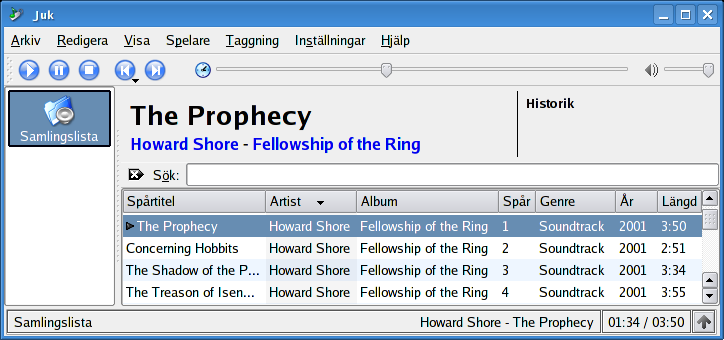 Juk
Arkiv Redigera Visa Spelare Taggning Inställningar Hjälp
Samlingslista
The Prophecy
Howard Shore - Fellowship of the Ring
Historik
Sök:
Spårtitel Artist Album Spår Genre År Längd
The Prophecy Howard Shore Fellowship of the Ring 1 Soundtrack 2001 3:50
Concerning Hobbits Howard Shore Fellowship of the Ring 2 Soundtrack 2001 2:51
The Shadow of the P... Howard Shore Fellowship of the Ring 3 Soundtrack 2001 3:34
The Treason of Isen... Howard Shore Fellowship of the Ring 4 Soundtrack 2001 3:55
Samlingslista Howard Shore - The Prophecy 01:34 / 03:50